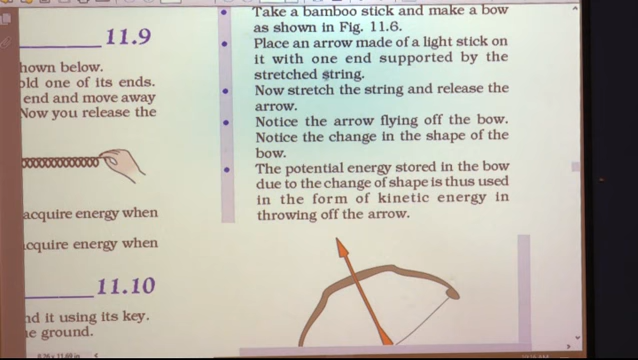 11.9
hown below.
old one of its ends.
end and move away
Now you release the
acquire energy when
acquire energy when
11.10
nd it using its key.
e ground.
Take a bamboo stick and make a bow
as shown in Fig. 11.6.
Place an arrow made of a light stick on
it with one end supported by the
stretched string.
Now stretch the string and release the
arrow.
Notice the arrow flying off the bow.
Notice the change in the shape of the
bow.
The potential energy stored in the bow
due to the change of shape is thus used
in the form of kinetic energy in
throwing off the arrow.